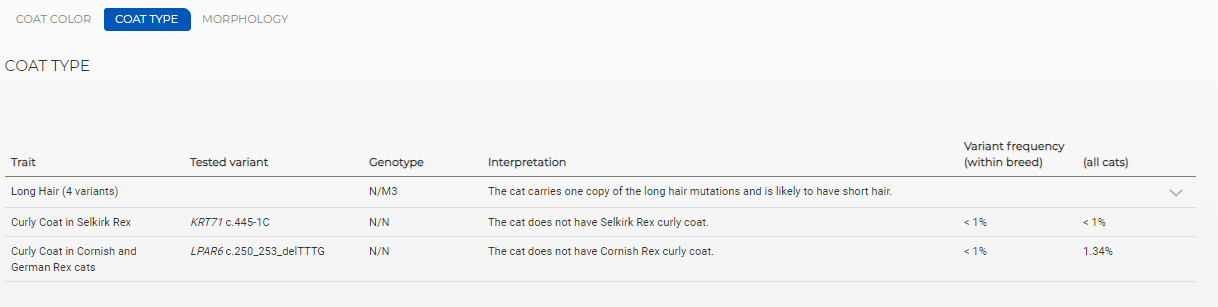 COAT COLOR COAT TYPE MORPHOLOGY
COAT TYPE
Variant frequency
Trait Tested variant Genotype Interpretation (within breed) (all cats)
Long Hair (4 variants) N/M3 The cat carries one copy of the long hair mutations and is likely to have short hair.
Curly Coat in Selkirk Rex KRT71 c.445-1C N/N The cat does not have Selkirk Rex curly coat. < 1% < 1%
Curly Coat in Cornish and LPAR6 c.250_253_delTTTG N/N The cat does not have Cornish Rex curly coat. < 1% 1.34%
German Rex cats